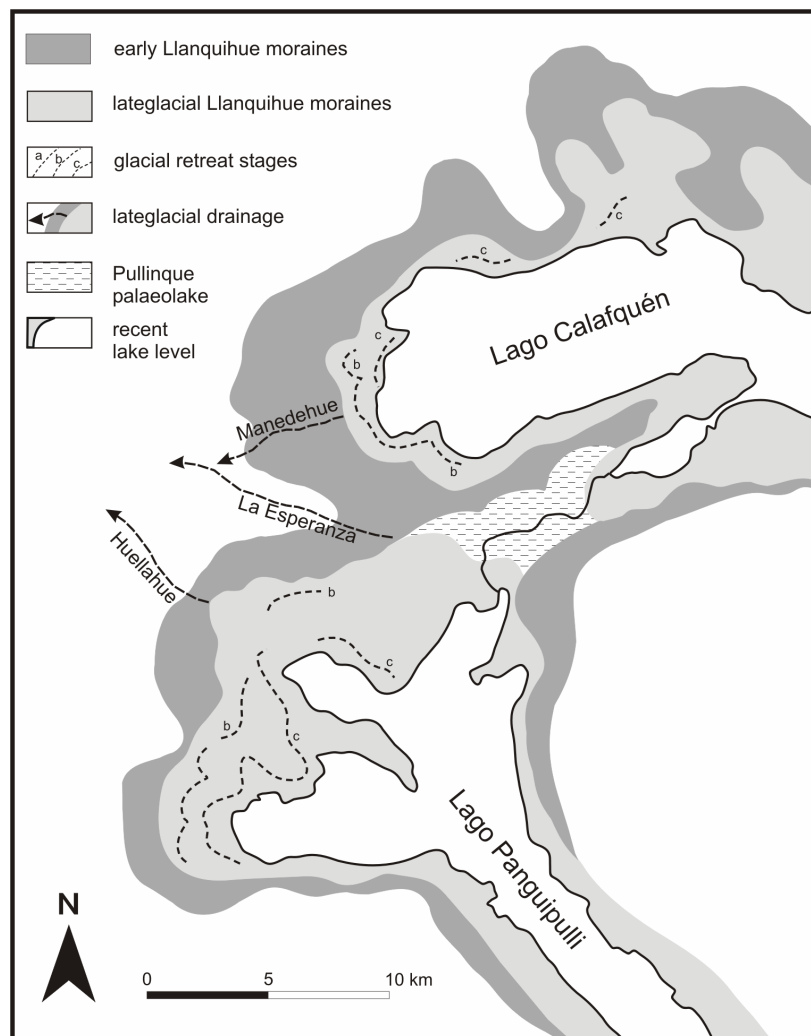 early Llanquihue moraines
lateglacial Llanquihue moraines
a b c
glacial retreat stages
lateglacial drainage
Pullinque
palaeolake
recent
lake level
c
c
Lago Calafquén
c
b
Manedehue
b
La Esperanza
Huellahue
b
c
b
c
Lago Panguipulli
N
0 5 10 km